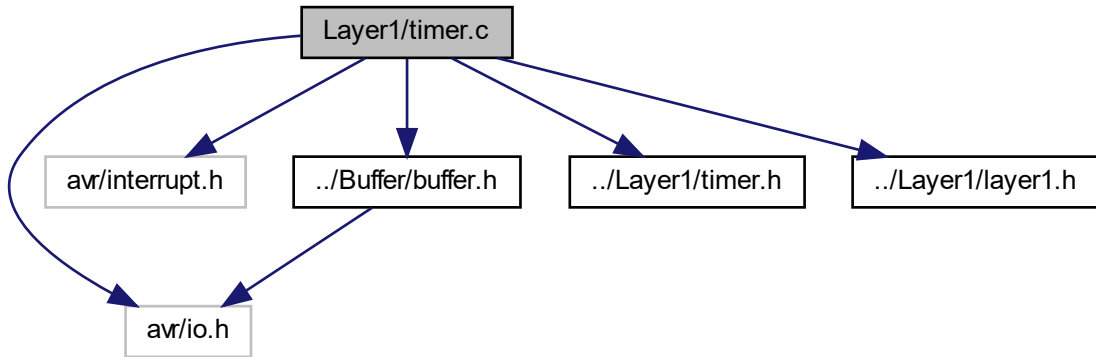 Layer1/timer.c
avr/interrupt.h
../Buffer/buffer.h
../Layer1/timer.h
../Layer1/layer1.h
avr/io.h